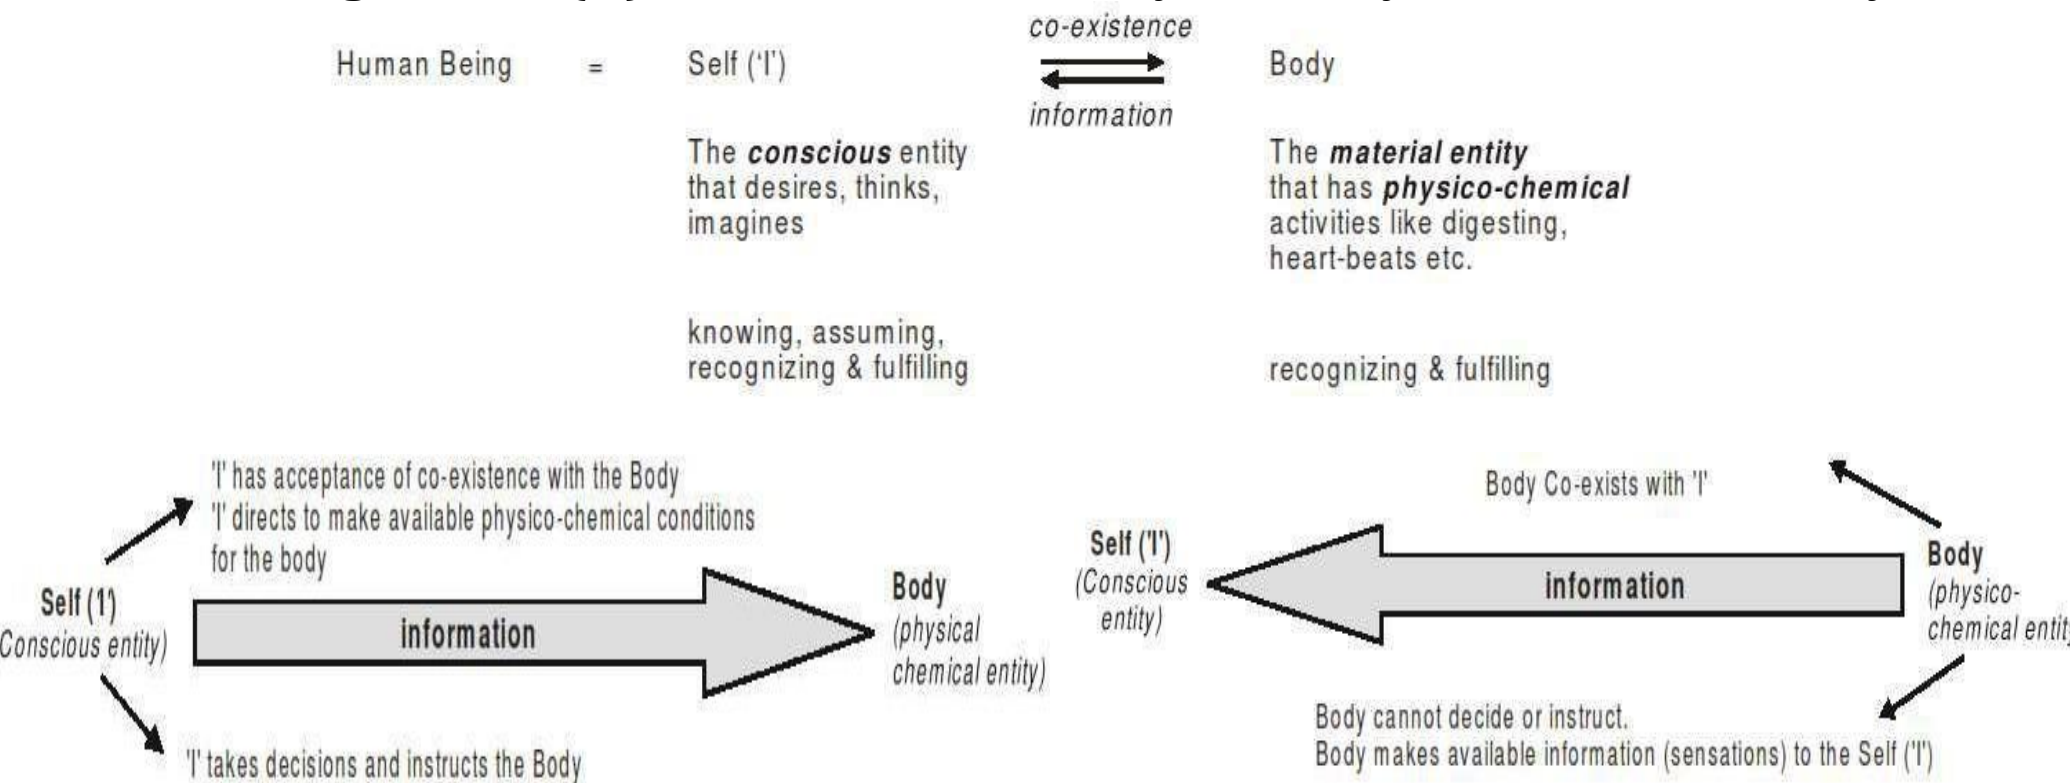 co-existence
Human Being = Self ('I') Body
information
The conscious entity
that desires, thinks,
imagines
The material entity
that has physico-chemical
activities like digesting,
heart-beats etc.
knowing, assuming,
recognizing & fulfilling
recognizing & fulfilling
'I' has acceptance of co-existence with the Body
'I' directs to make available physico-chemical conditions
for the body
Self (1')
Conscious entity)
information
Body
(physical
chemical entity)
'I' takes decisions and instructs the Body
Body Co-exists with 'I'
Self ('I')
(Conscious
entity)
information
Body
(physico-
chemical entity
Body cannot decide or instruct.
Body makes available information (sensations) to the Self ('I')